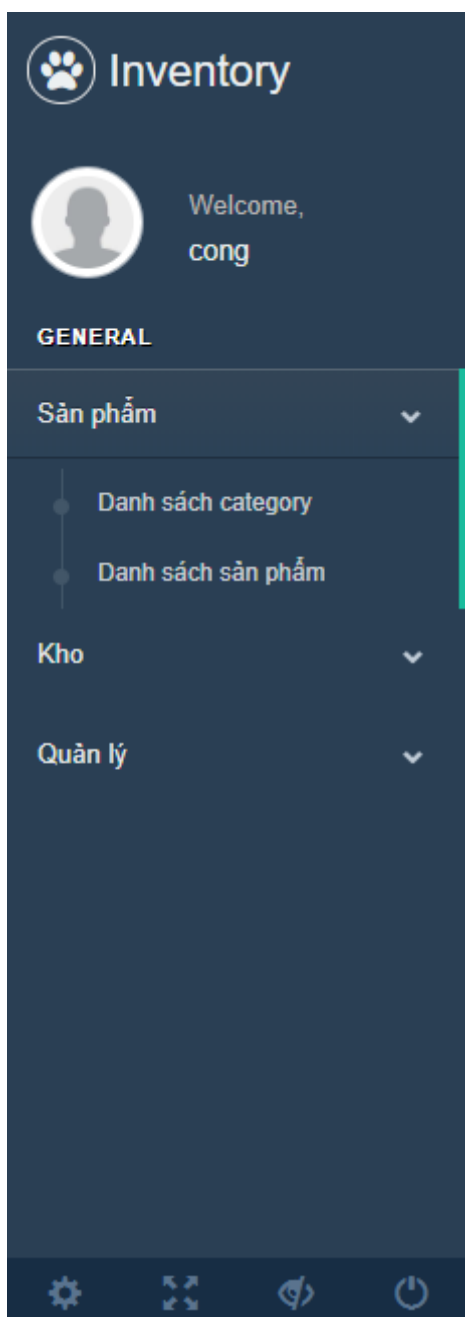 Inventory
Welcome,
cong
GENERAL
Sản phẩm
Danh sách category
Danh sách sản phẩm
Kho
Quản lý